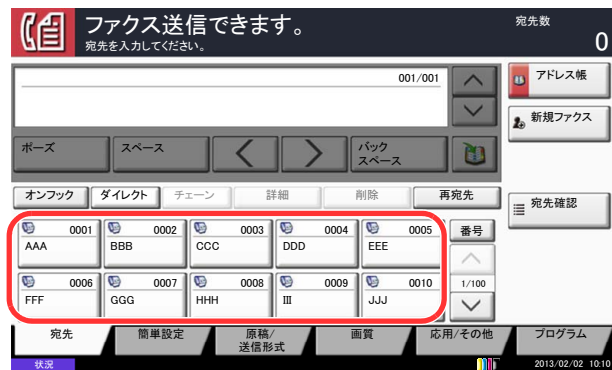 ファクス送信できます。
宛先を入力してください。
宛先数
0
001/001
アドレス帳
新規ファクス
ポーズ
スペース
バック
スペース
オンフック
ダイレクト
チェーン
詳細
削除
再宛先
宛先確認
0001
AAA
0002
BBB
0003
CCC
0004
DDD
0005
EEE
番号
0006
FFF
0007
GGG
0008
HHH
0009
III
0010
JJJ
1/100
宛先
簡単設定
原稿/
送信形式
画質
応用/その他
プログラム
状況
2013/02/02 10:10